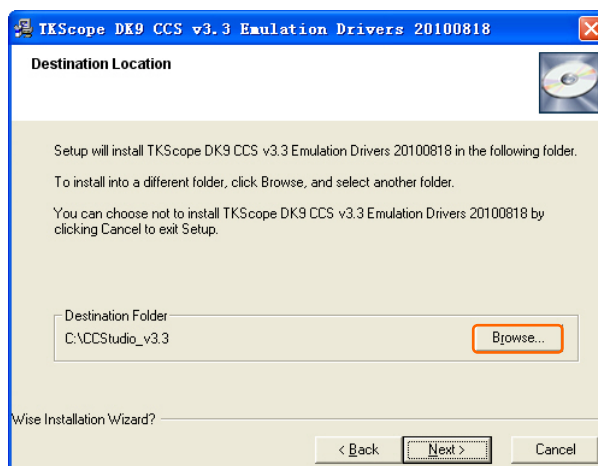 TKScope DK9 CCS v3.3 Emulation Drivers 20100818
Destination Location
Setup will install TKScope DK9 CCS v3.3 Emulation Drivers 20100818 in the following folder.
To install into a different folder, click Browse, and select another folder.
You can choose not to install TKScope DK9 CCS v3.3 Emulation Drivers 20100818 by
clicking Cancel to exit Setup.
Destination Folder
C:\CCStudio_v3.3
Browse...
Wise Installation Wizard?
< Back
Next >
Cancel